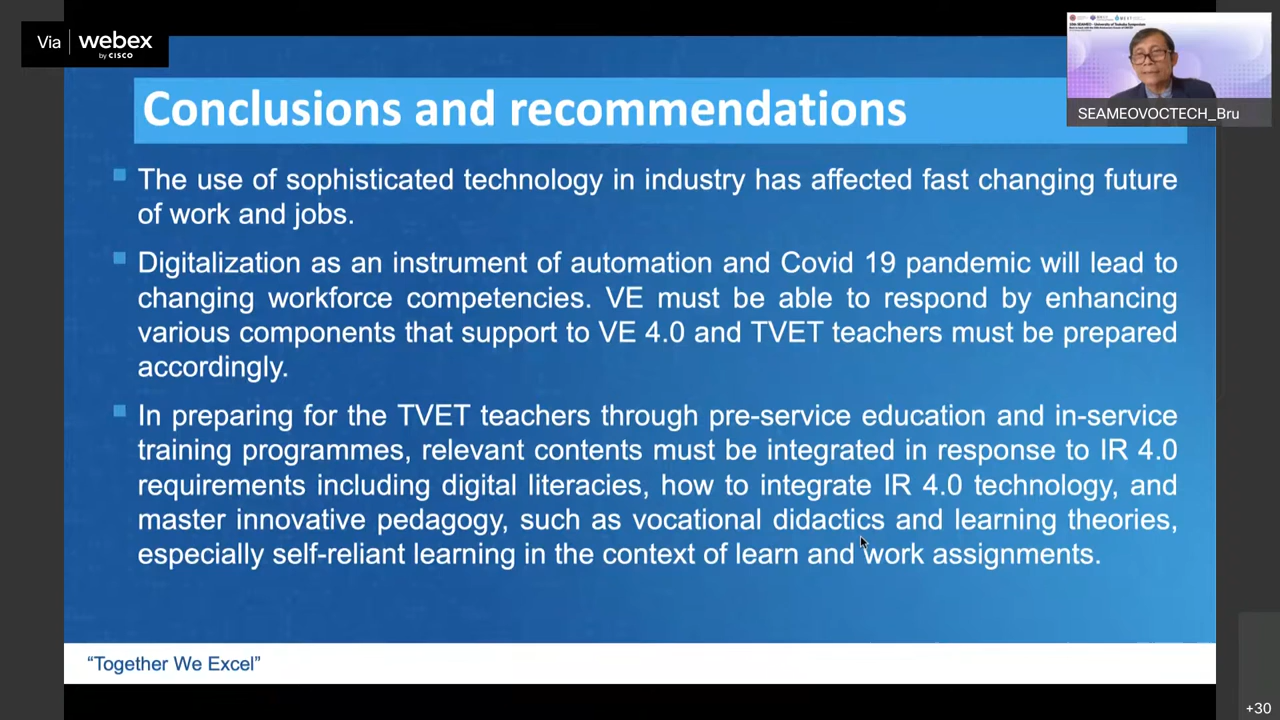 Via webex
by CISCO
Conclusions and recommendations
SEAMEOVOCTECH_Bru
The use of sophisticated technology in industry has affected fast changing future
of work and jobs.
Digitalization as an instrument of automation and Covid 19 pandemic will lead to
changing workforce competencies. VE must be able to respond by enhancing
various components that support to VE 4.0 and TVET teachers must be prepared
accordingly.
In preparing for the TVET teachers through pre-service education and in-service
training programmes, relevant contents must be integrated in response to IR 4.0
requirements including digital literacies, how to integrate IR 4.0 technology, and
master innovative pedagogy, such as vocational didactics and learning theories,
especially self-reliant learning in the context of learn and work assignments.
“Together We Excel”
+30